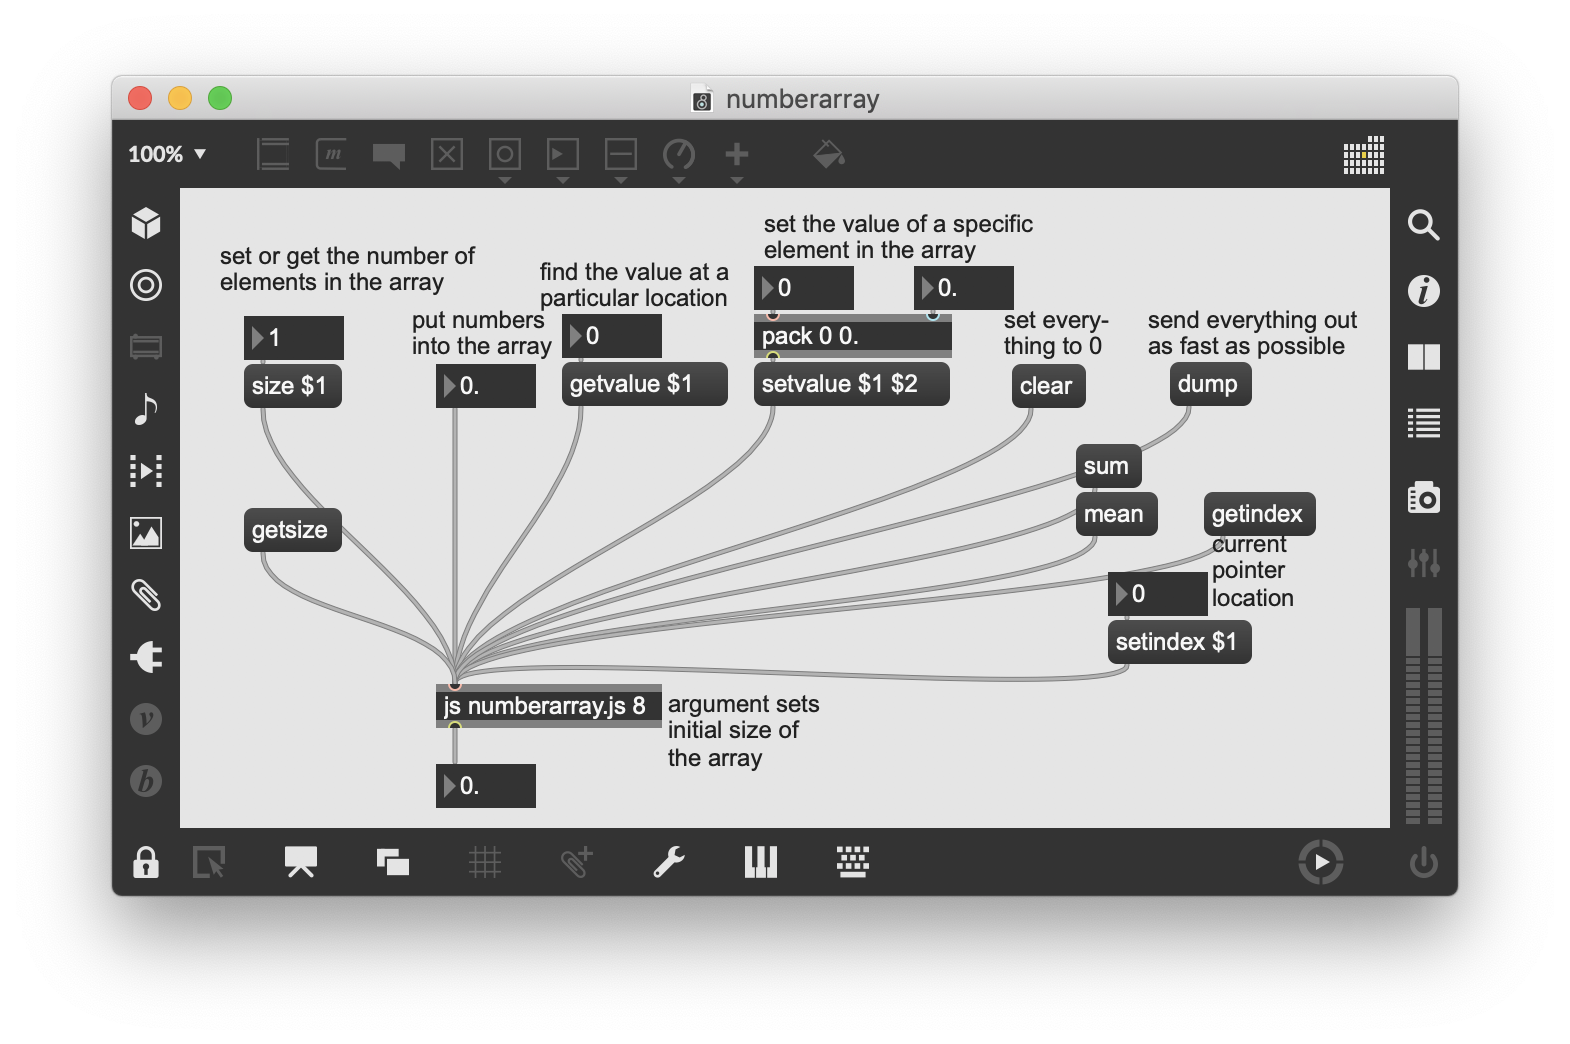 numberarray
100%
m
set the value of a specific
element in the array
set or get the number of
elements in the array
find the value at a
particular location
0
0.
1
put numbers
into the array
0
pack 0 0.
set every-
thing to 0
send everything out
as fast as possible
size $1
0.
getvalue $1
setvalue $1 $2
clear
dump
sum
mean
getindex
getsize
current
pointer
location
0
setindex $1
js numberarray.js 8
argument sets
initial size of
the array
0.
i
v
b